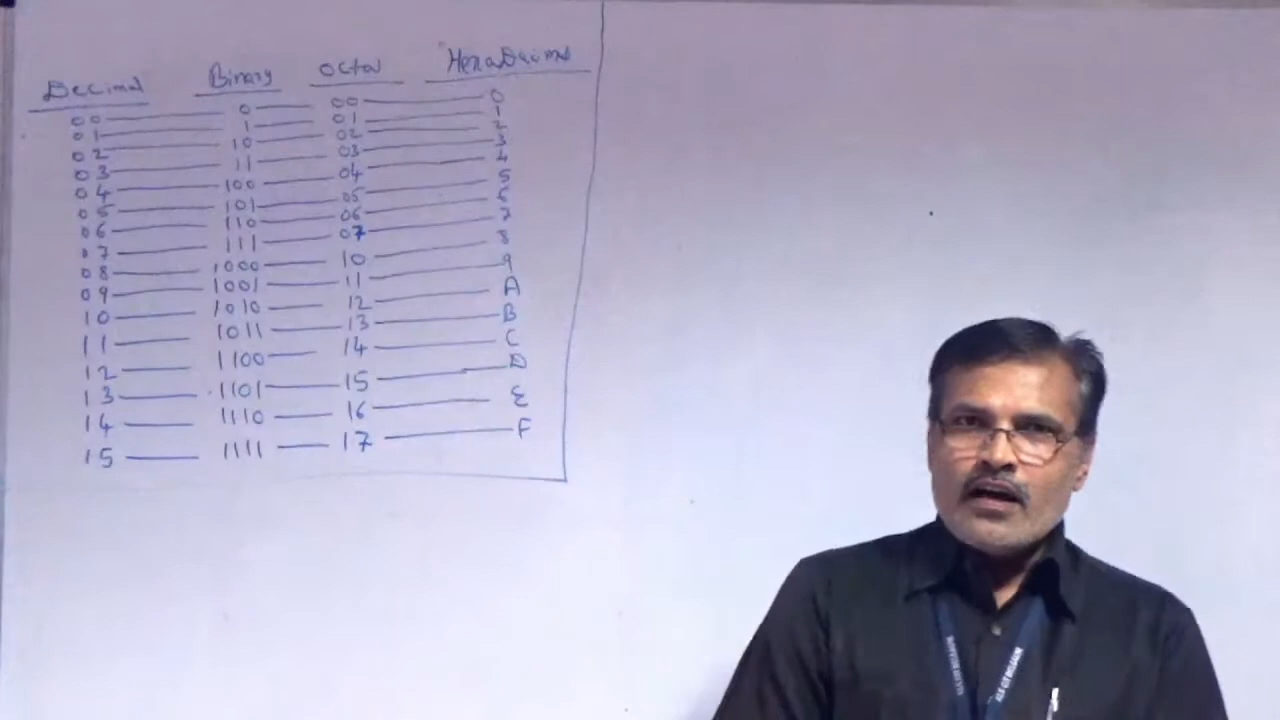 Decimal Binary Octal HexaDecimal
00 0 00 0
01 1 01 1
02 10 02 2
03 11 03 3
04 100 04 4
05 101 05 5
06 110 06 6
07 111 07 7
08 1000 10 8
09 1001 11 9
10 1010 12 A
11 1011 13 B
12 1100 14 C
13 1101 15 D
14 1110 16 E
15 1111 17 F